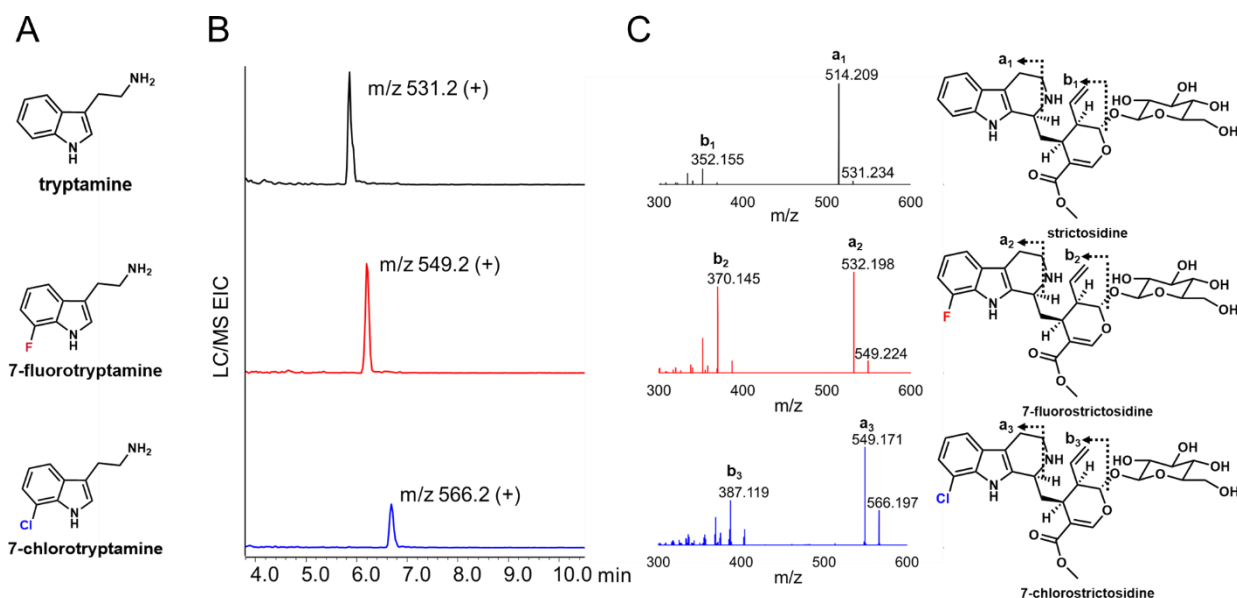 A
B
C
NH2
N
H
tryptamine
NH2
F
N
H
7-fluorotryptamine
NH2
Cl
N
H
7-chlorotryptamine
LC/MS EIC
m/z 531.2 (+)
m/z 549.2 (+)
m/z 566.2 (+)
4.0 5.0 6.0 7.0 8.0 9.0 10.0 min
a1
514.209
b1
352.155
531.234
300 400 500 600
m/z
a2
532.198
b2
370.145
549.224
300 400 500 600
m/z
a3
549.171
b3
387.119
566.197
300 400 500 600
m/z
a1
b1
NH
N
H
H
H
H
O
O
O
O
O
HO
OH
OH
OH
strictosidine
a2
b2
F
NH
N
H
H
H
H
O
O
O
O
O
HO
OH
OH
OH
7-fluorostrictosidine
a3
b3
Cl
NH
N
H
H
H
H
O
O
O
O
O
HO
OH
OH
OH
7-chlorostrictosidine